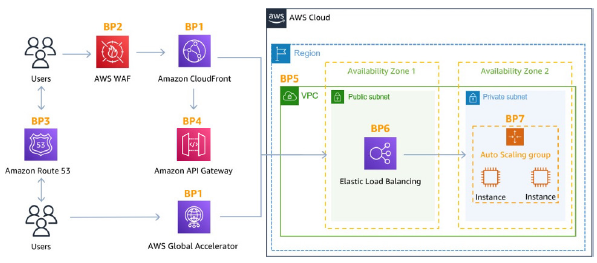 aws
AWS Cloud
Region
BP2
BP1
Users
AWS WAF
Amazon CloudFront
Availability Zone 1
Availability Zone 2
BP5
VPC
Public subnet
Private subnet
BP3
BP4
BP6
BP7
53
Amazon Route 53
Amazon API Gateway
Elastic Load Balancing
Auto Scaling group
Instance
Instance
BP1
Users
AWS Global Accelerator